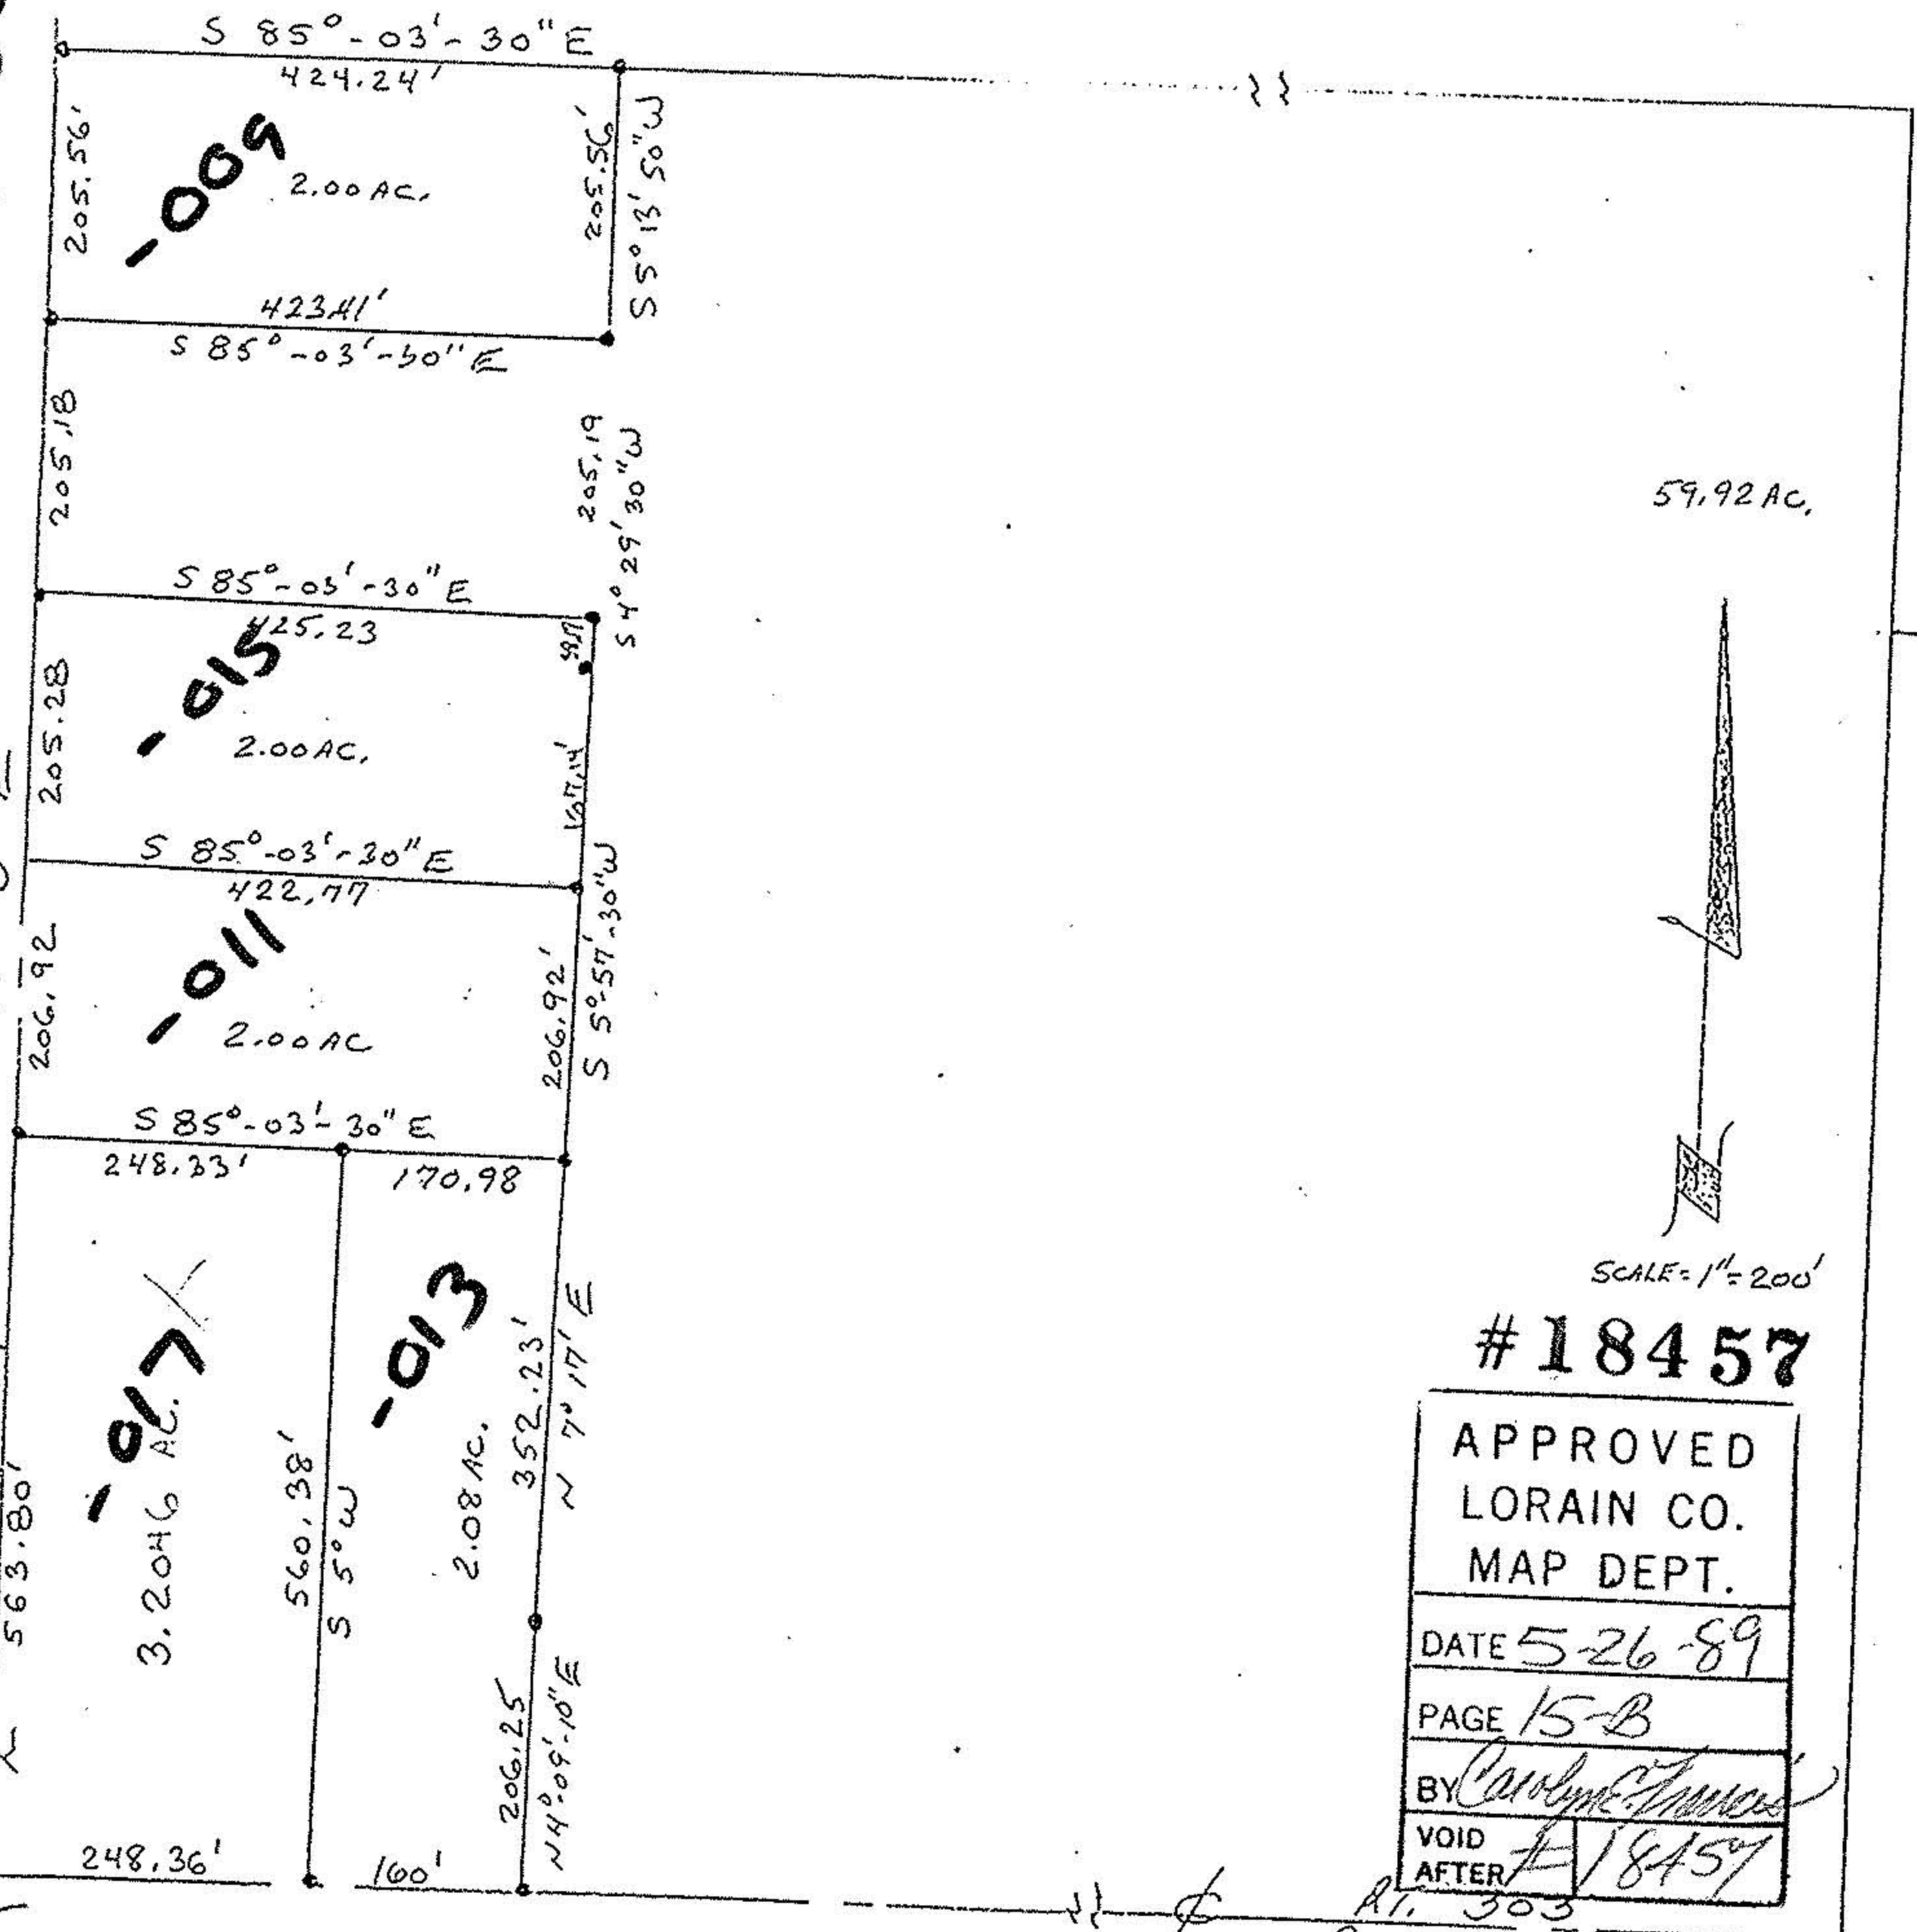 S 85°-03'-30" E
424.24'
205.56'
-009
2.00 AC.
205.56'
S 5° 13' 50" W
423.41'
S 85°-03'-30" E
205.18
205.19
S 4° 29' 30" W
59.92 AC.
S 85°-03'-30" E
425.23
-015
205.28
2.00 AC.
S 85°-03'-30" E
422.77
-011
206.92
2.00 AC
206.92'
S 5°-57'-30" W
S 85°-03'-30" E
248.33'
170.98
-017
3.2046 AC.
563.80'
560.38'
S 5° W
-013
2.08 AC.
352.23'
N 7° 17' E
206.25
N 4°-09'-10" E
248.36'
160'
SCALE = 1" = 200'
#18457
APPROVED
LORAIN CO.
MAP DEPT.
DATE 5-26-89
PAGE 15-B
BY Carolyn
VOID
AFTER 18457
RT. 303